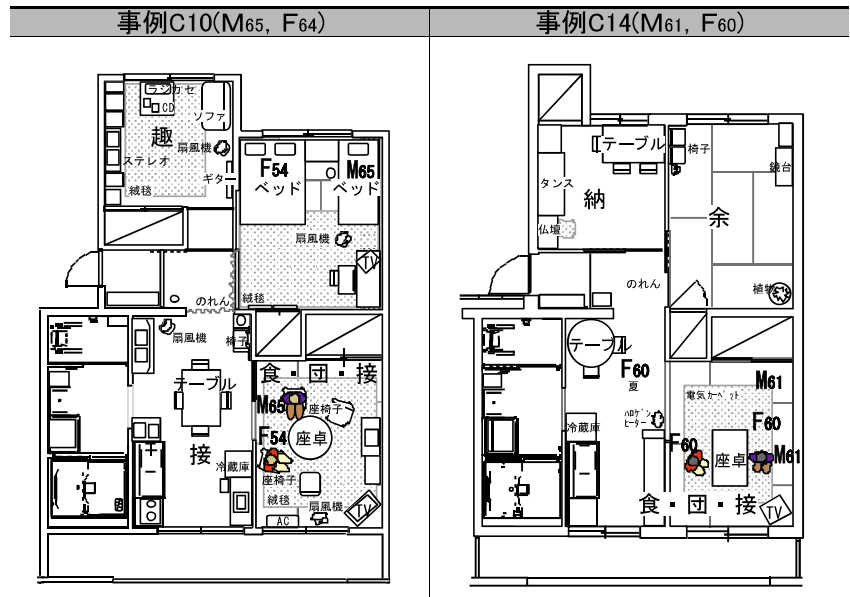 事例C10(M65, F64)
ラジカセ
CD
ソファ
趣
扇風機
ステレオ
ギター
絨毯
F54
ベッド
M65
ベッド
扇風機
TV
のれん
絨毯
扇風機
椅子
テーブル
接
冷蔵庫
食・団・接
M65
座椅子
F54
座卓
座椅子
絨毯
扇風機
AC
TV
事例C14(M61, F60)
テーブル
椅子
タンス
鏡台
納
余
仏壇
のれん
植物
テーブル
F60
夏
M61
電気カーペット
ハロゲン
ヒーター
F60
冷蔵庫
F60
座卓
M61
食・団・接
TV